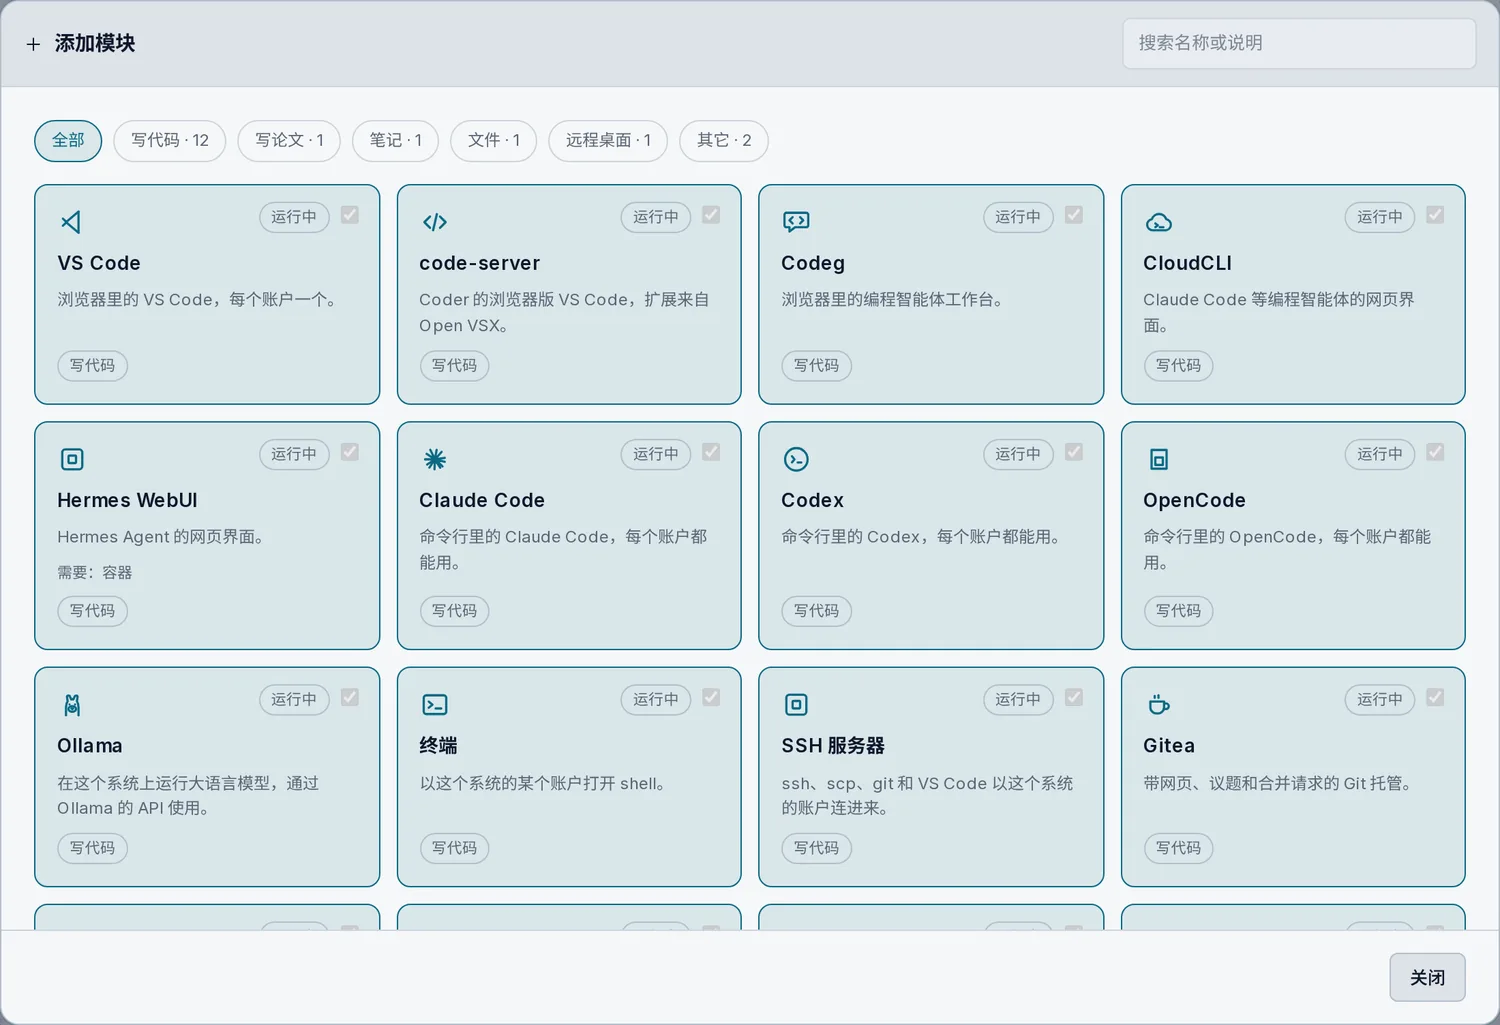 添加模块
搜索名称或说明
全部
写代码 · 12
写论文 · 1
笔记 · 1
文件 · 1
远程桌面 · 1
其它 · 2
运行中
VS Code
浏览器里的 VS Code，每个账户一个。
写代码
运行中
code-server
Coder 的浏览器版 VS Code，扩展来自
Open VSX。
写代码
运行中
Codeg
浏览器里的编程智能体工作台。
写代码
运行中
CloudCLI
Claude Code 等编程智能体的网页界
面。
写代码
运行中
Hermes WebUI
Hermes Agent 的网页界面。
需要：容器
写代码
运行中
Claude Code
命令行里的 Claude Code，每个账户都
能用。
写代码
运行中
Codex
命令行里的 Codex，每个账户都能用。
写代码
运行中
OpenCode
命令行里的 OpenCode，每个账户都能
用。
写代码
运行中
Ollama
在这个系统上运行大语言模型，通过
Ollama 的 API 使用。
写代码
运行中
终端
以这个系统的某个账户打开 shell。
写代码
运行中
SSH 服务器
ssh、scp、git 和 VS Code 以这个系统
的账户连进来。
写代码
运行中
Gitea
带网页、议题和合并请求的 Git 托管。
写代码
关闭